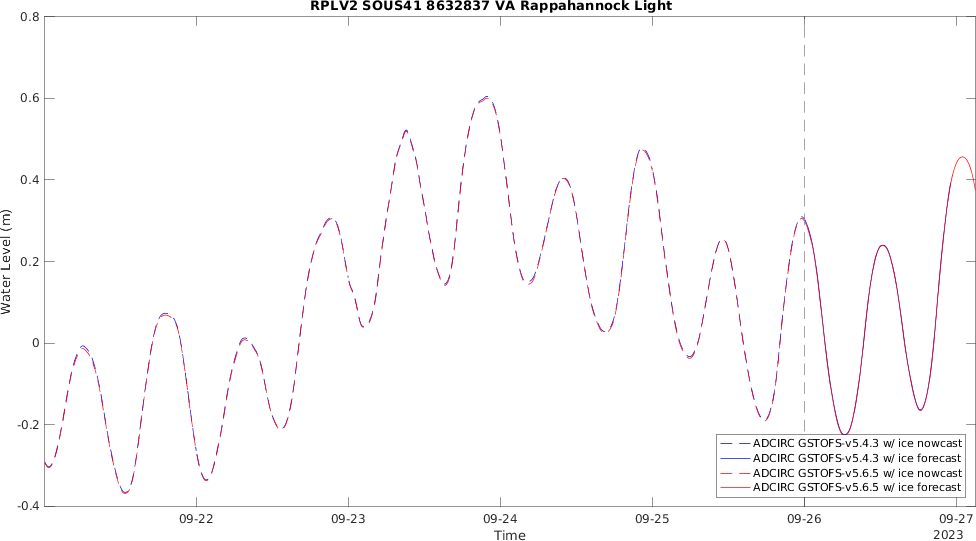 RPLV2 SOUS41 8632837 VA Rappahannock Light
0.8
0.6
0.4
0.2
0
-0.2
-0.4
Water Level (m)
09-22
09-23
09-24
09-25
09-26
09-27
Time
2023
ADCIRC GSTOFS-v5.4.3 w/ ice nowcast
ADCIRC GSTOFS-v5.4.3 w/ ice forecast
ADCIRC GSTOFS-v5.6.5 w/ ice nowcast
ADCIRC GSTOFS-v5.6.5 w/ ice forecast